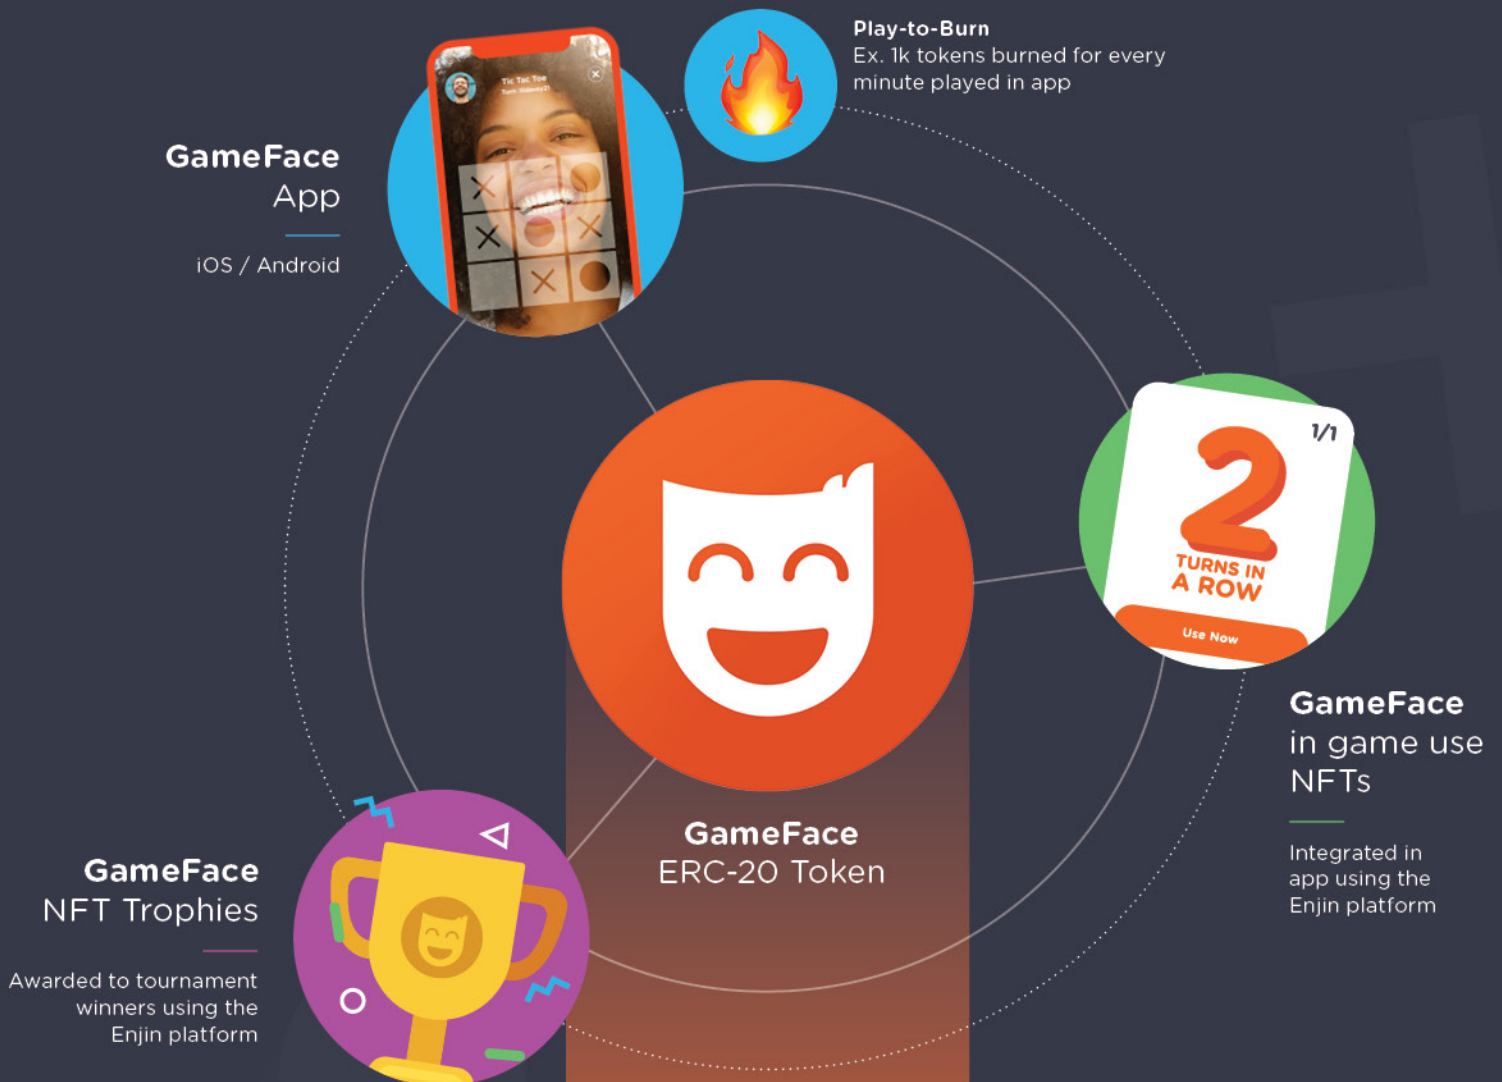 Play-to-Burn
Ex. 1k tokens burned for every
minute played in app
Tic Tac Toe
GameFace
App
iOS / Android
1/1
2
TURNS IN
A ROW
Use Now
GameFace
in game use
NFTs
Integrated in
app using the
Enjin platform
GameFace
ERC-20 Token
GameFace
NFT Trophies
Awarded to tournament
winners using the
Enjin platform